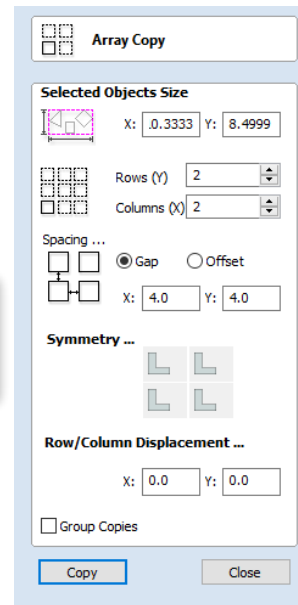 Array Copy
Selected Objects Size
X: .0.3333 Y: 8.4999
Rows (Y) 2
Columns (X) 2
Spacing ...
Gap Offset
X: 4.0 Y: 4.0
Symmetry ...
Row/Column Displacement ...
X: 0.0 Y: 0.0
Group Copies
Copy Close